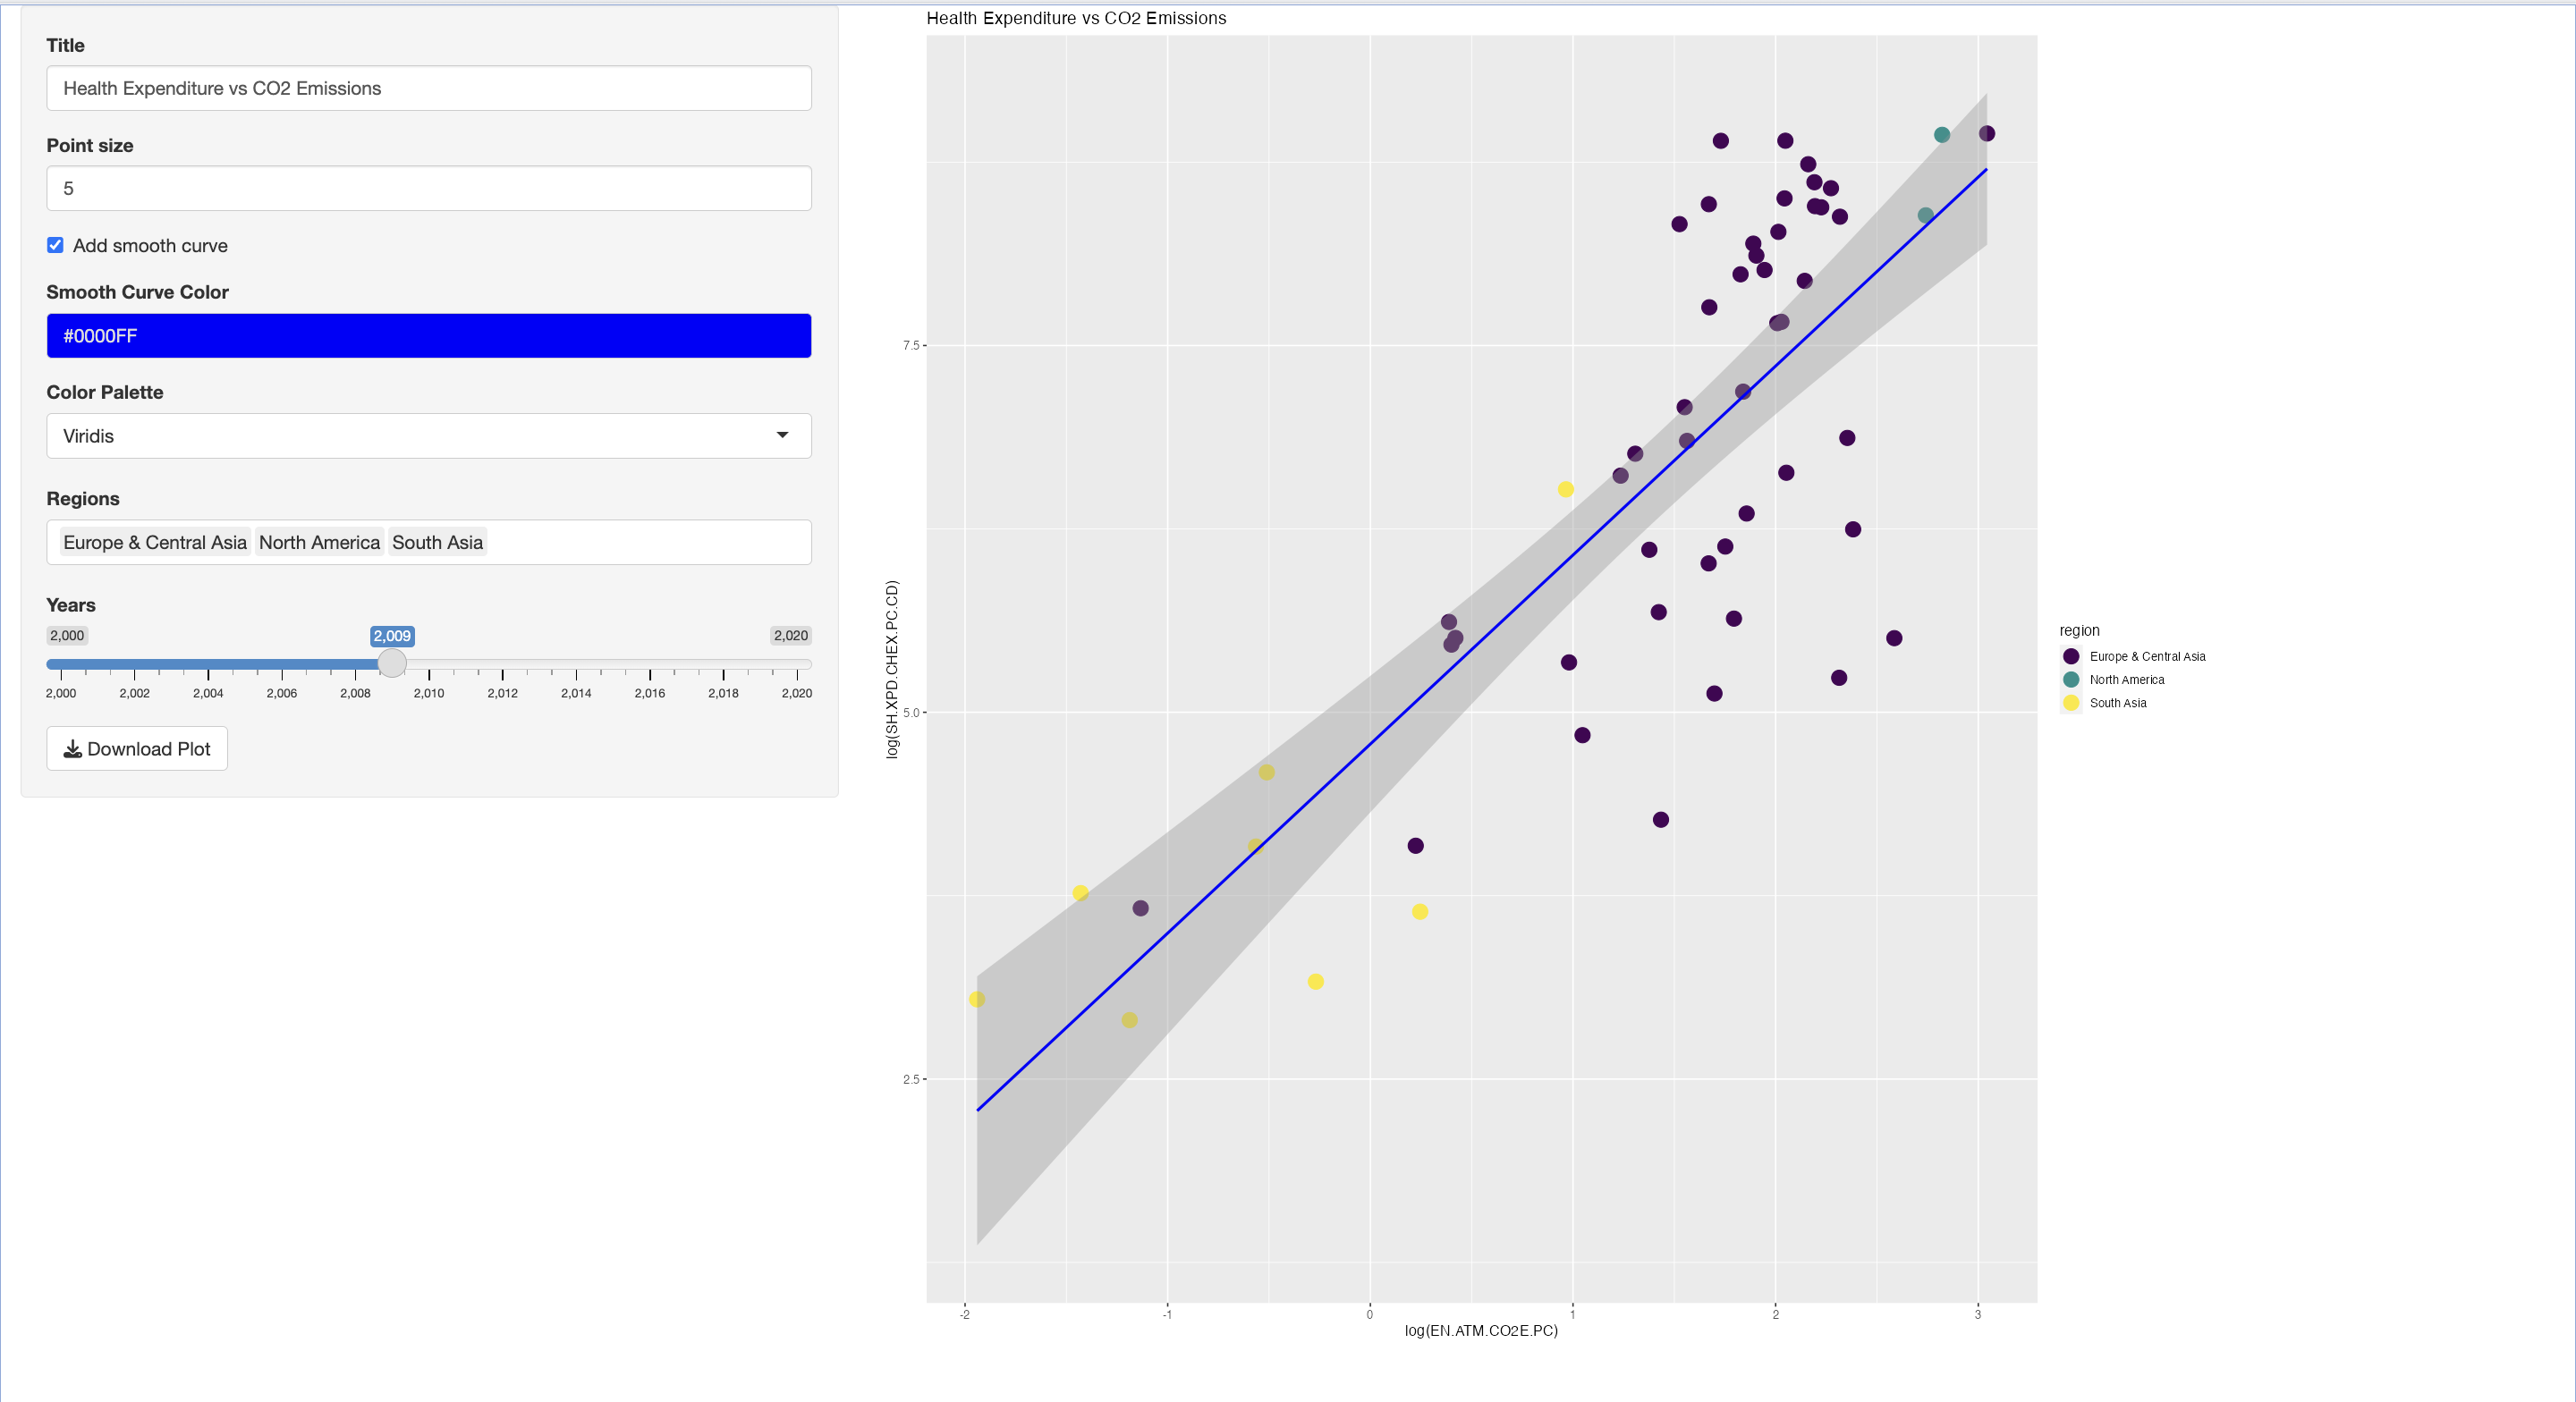 Title
Health Expenditure vs CO2 Emissions
Point size
5
Add smooth curve
Smooth Curve Color
#0000FF
Color Palette
Viridis
Regions
Europe & Central Asia North America South Asia
Years
2,000 2,009 2,020
2,000 2,002 2,004 2,006 2,008 2,010 2,012 2,014 2,016 2,018 2,020
Download Plot
Health Expenditure vs CO2 Emissions
log(SH.XPD.CHEX.PC.CD)
7.5
5.0
2.5
-2 -1 0 1 2 3
log(EN.ATM.CO2E.PC)
region
Europe & Central Asia
North America
South Asia